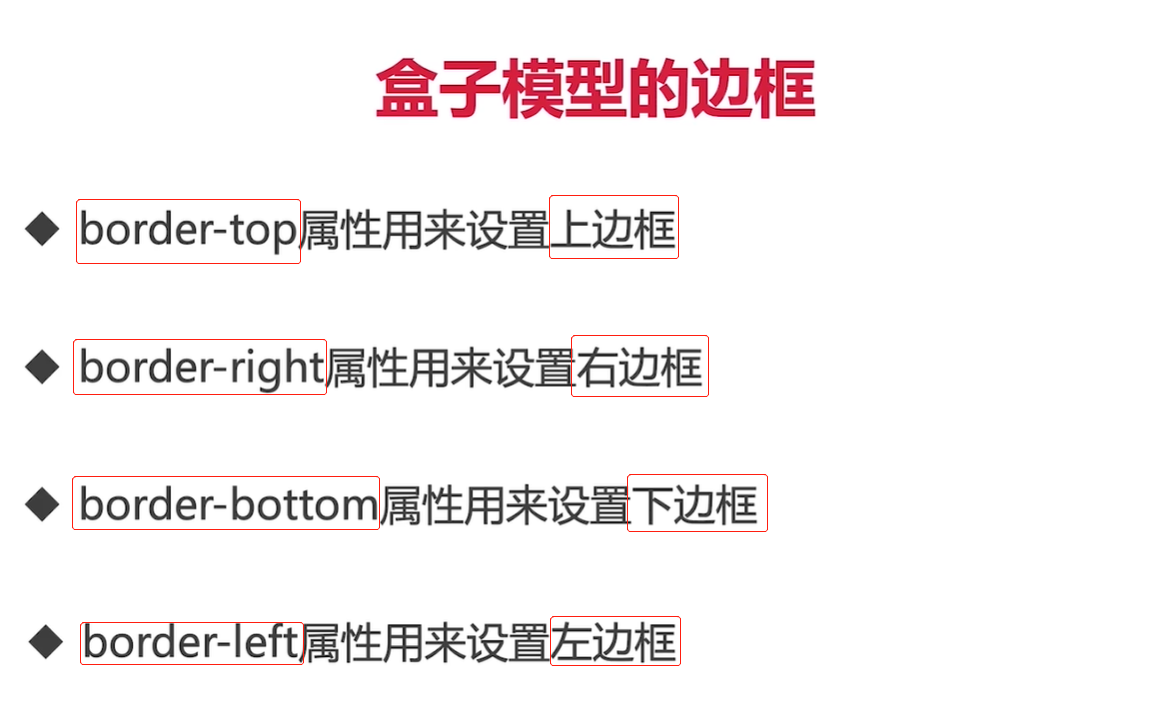 盒子模型的边框
◆ border-top属性用来设置上边框
◆ border-right属性用来设置右边框
◆ border-bottom属性用来设置下边框
◆ border-left属性用来设置左边框